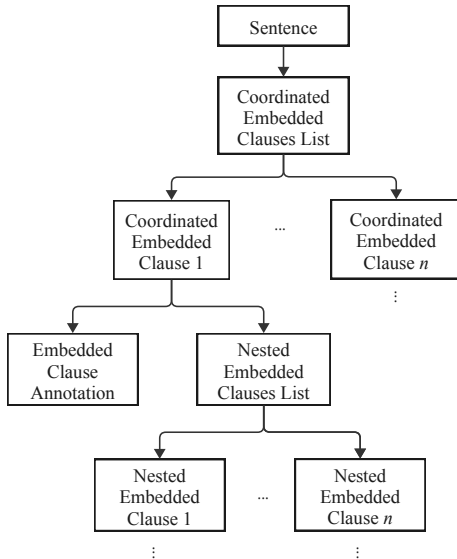 Sentence
Coordinated
Embedded
Clauses List
Coordinated
Embedded
Clause 1
...
Coordinated
Embedded
Clause n
...
Embedded
Clause
Annotation
Nested
Embedded
Clauses List
Nested
Embedded
Clause 1
...
Nested
Embedded
Clause n
...
...